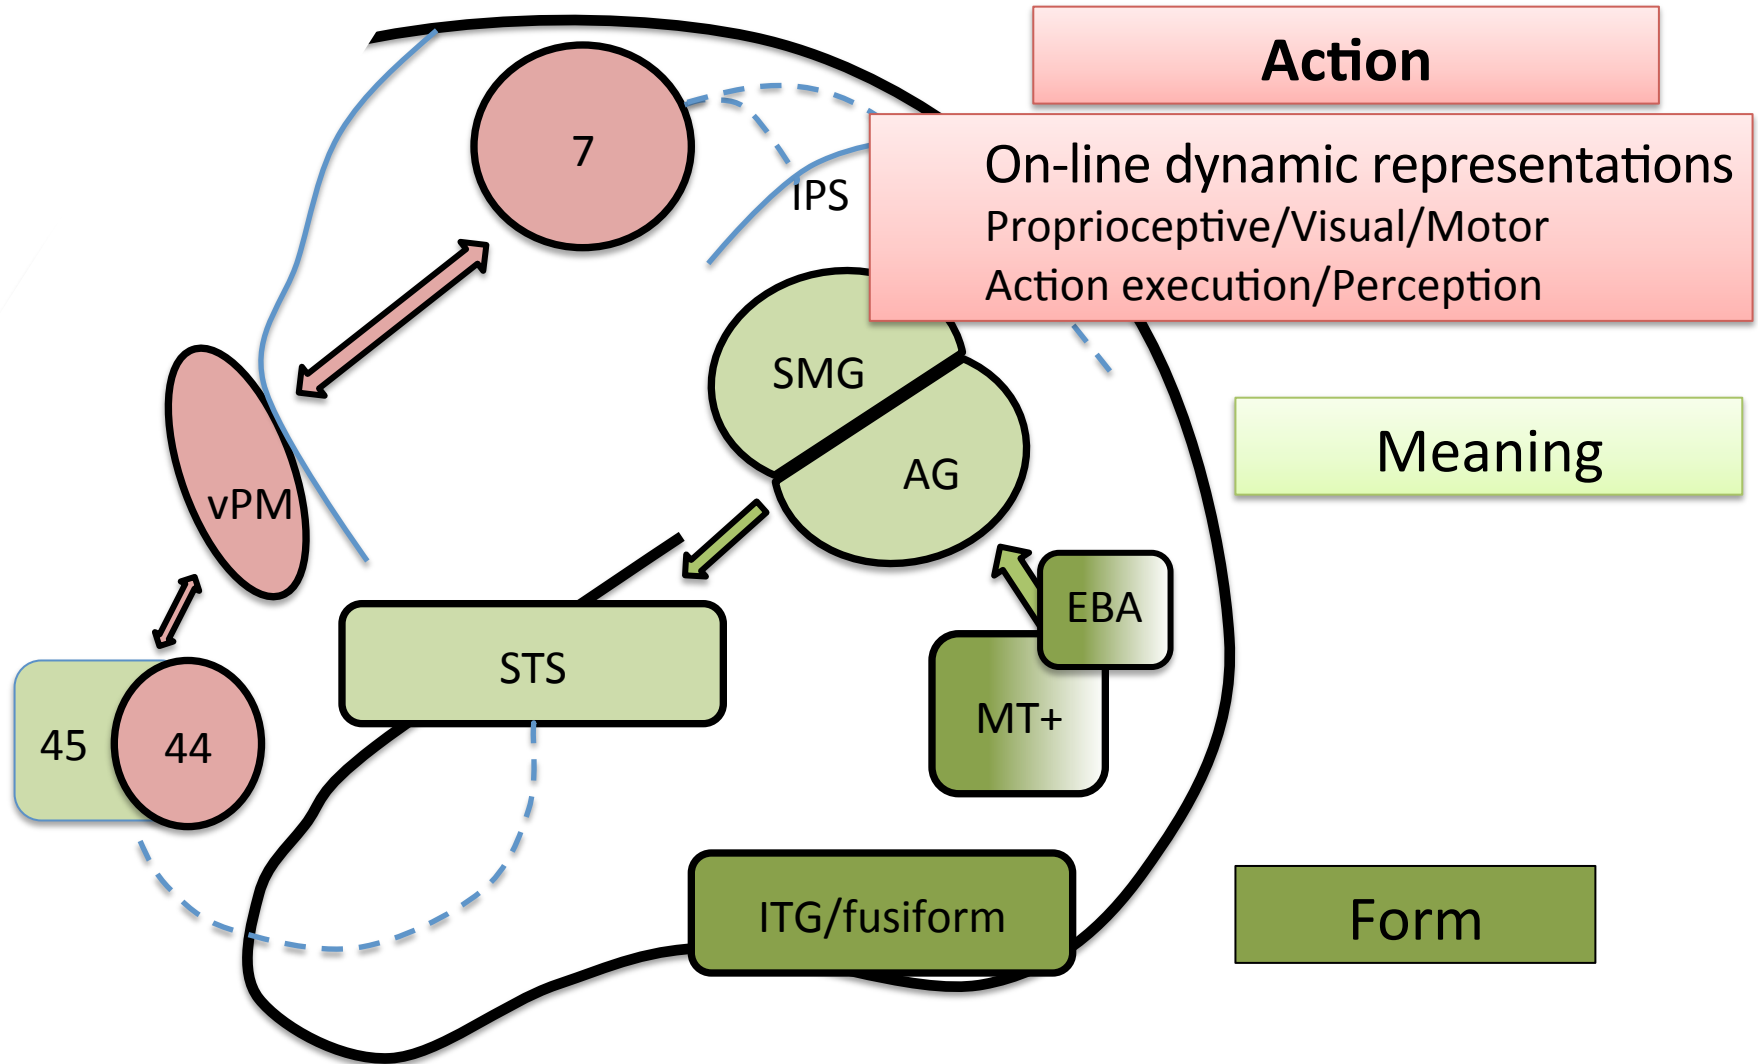 Action
7
On-line dynamic representations
IPS
Proprioceptive/Visual/Motor
Action execution/Perception
SMG
Meaning
AG
vPM
EBA
STS
MT+
45
44
ITG/fusiform
Form